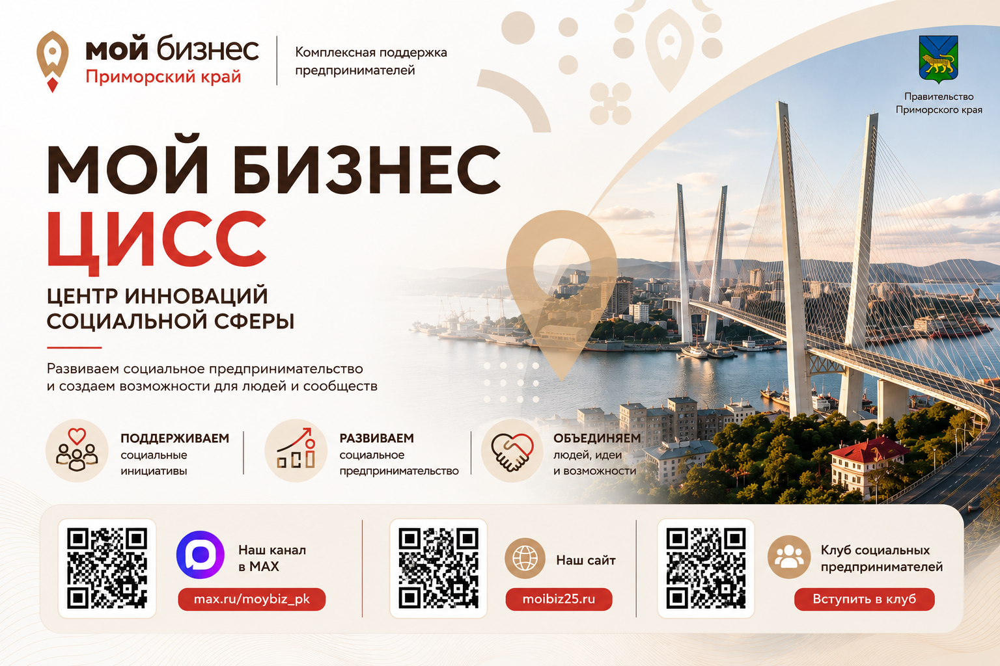 мой бизнес
Приморский край
Комплексная поддержка
предпринимателей
Правительство
Приморского края
МОЙ БИЗНЕС
ЦИСС
ЦЕНТР ИННОВАЦИЙ
СОЦИАЛЬНОЙ СФЕРЫ
Развиваем социальное предпринимательство
и создаем возможности для людей и сообществ
ПОДДЕРЖИВАЕМ
социальные
инициативы
РАЗВИВАЕМ
социальное
предпринимательство
ОБЪЕДИНЯЕМ
людей, идеи
и возможности
Наш канал
в MAX
max.ru/moybiz_pk
Наш сайт
moibiz25.ru
Клуб социальных
предпринимателей
Вступить в клуб